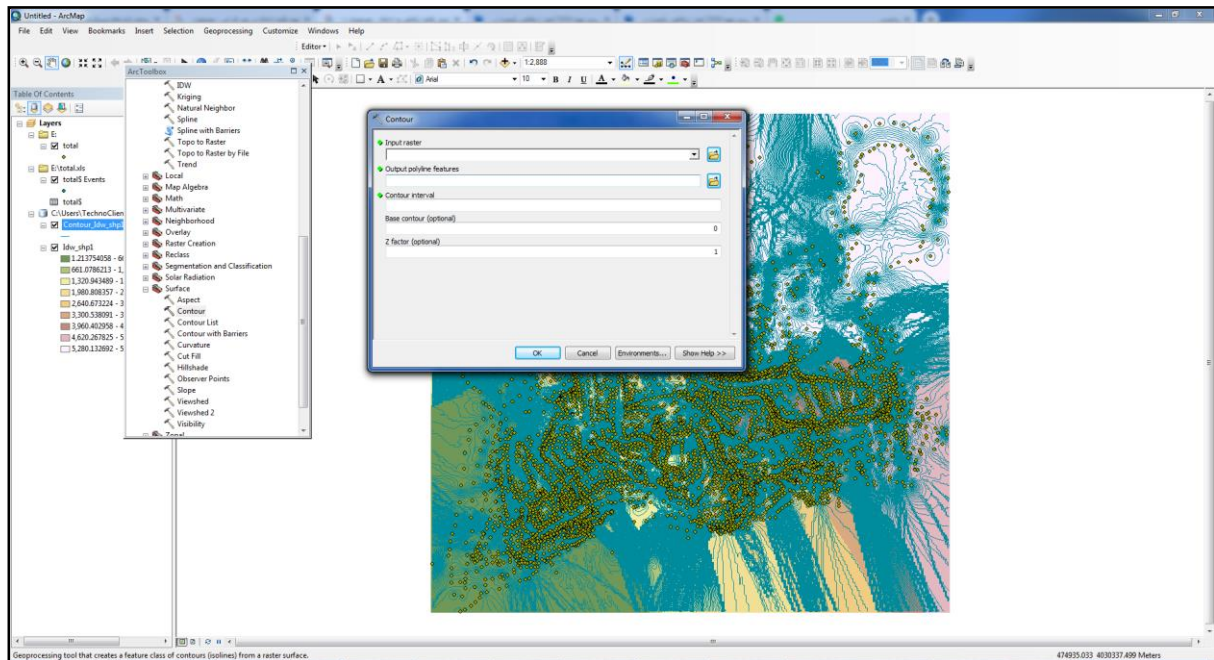 Untitled - ArcMap
File Edit View Bookmarks Insert Selection Geoprocessing Customize Windows Help
Editor
1:2,888
ArcToolbox
Arial 10 B I U A
Table Of Contents
Layers
E:
total
E:\total.xls
total$ Events
total$
C:\Users\TechnoClien
Contour_Idw_shp1
Idw_shp1
1.213754058 - 6
661.0786213 - 1,
1,320.943489 - 1
1,980.808357 - 2
2,640.673224 - 3
3,300.538091 - 3
3,960.402958 - 4
4,620.267825 - 5
5,280.132692 - 5
IDW
Kriging
Natural Neighbor
Spline
Spline with Barriers
Topo to Raster
Topo to Raster by File
Trend
Local
Map Algebra
Math
Multivariate
Neighborhood
Overlay
Raster Creation
Reclass
Segmentation and Classification
Solar Radiation
Surface
Aspect
Contour
Contour List
Contour with Barriers
Curvature
Cut Fill
Hillshade
Observer Points
Slope
Viewshed
Viewshed 2
Visibility
Zonal
Contour
Input raster
Output polyline features
Contour interval
Base contour (optional)
0
Z factor (optional)
1
OK Cancel Environments... Show Help >>
Geoprocessing tool that creates a feature class of contours (isolines) from a raster surface.
474935.033 4030337.499 Meters